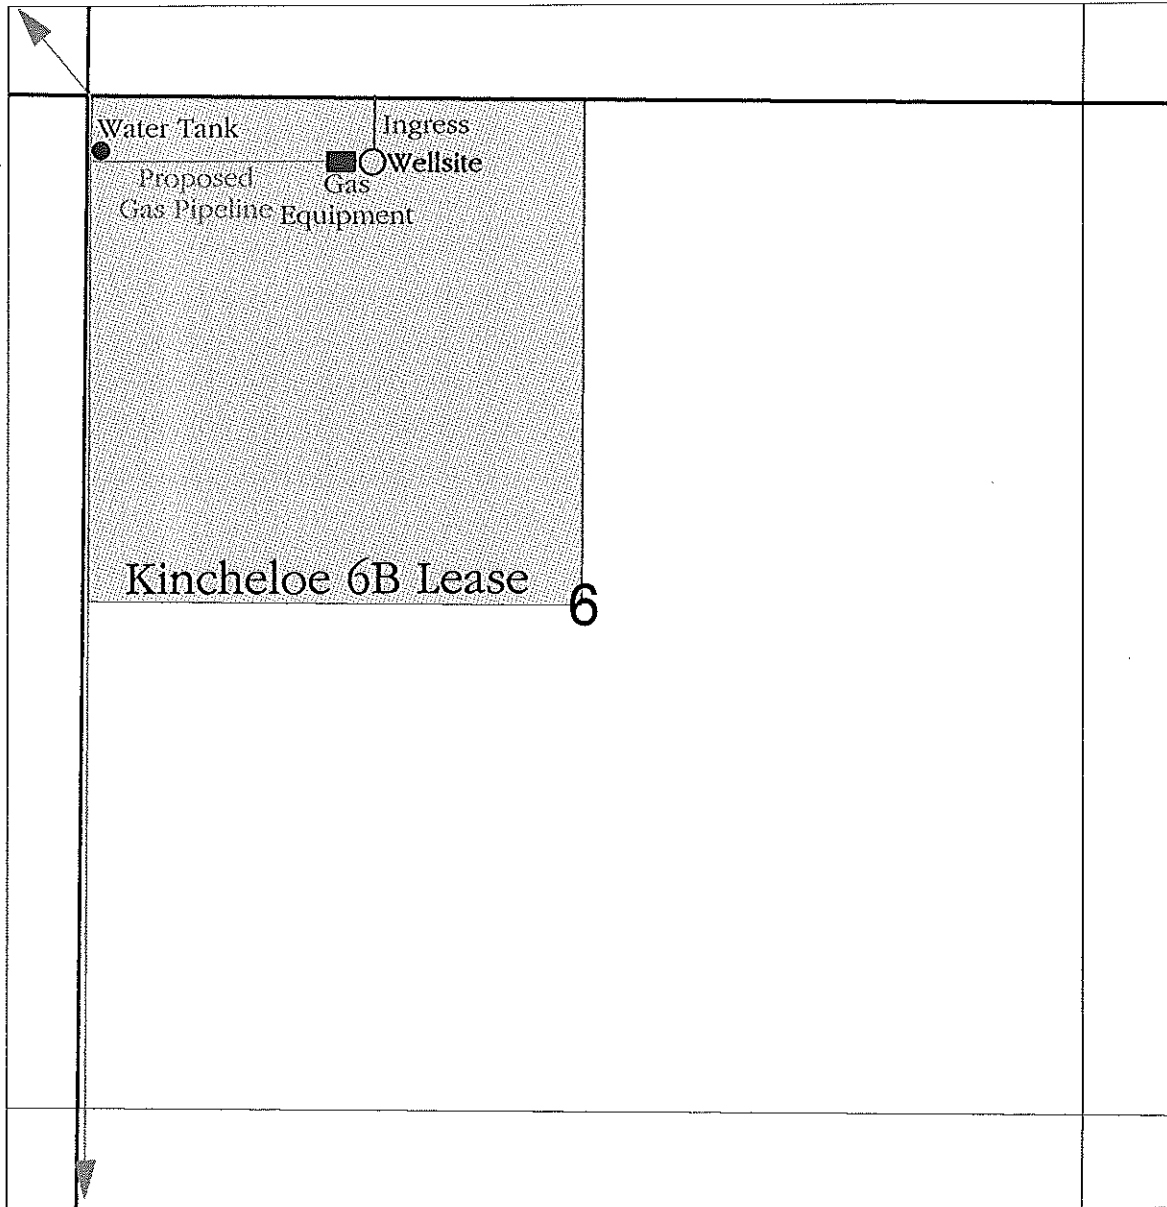 Water Tank
Ingress
Wellsite
Proposed
Gas Pipeline
Gas
Equipment
Kincheloe 6B Lease
6